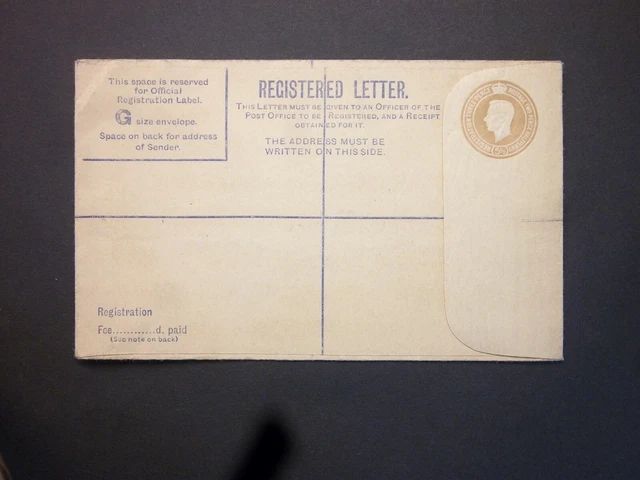 This space is reserved
for Official
Registration Label.
G size envelope.
Space on back for address
of Sender.
REGISTERED LETTER.
THIS LETTER MUST BE GIVEN TO AN OFFICER OF THE
POST OFFICE TO BE REGISTERED, AND A RECEIPT
OBTAINED FOR IT.
THE ADDRESS MUST BE
WRITTEN ON THIS SIDE.
Registration
Fee............d. paid
(See note on back)